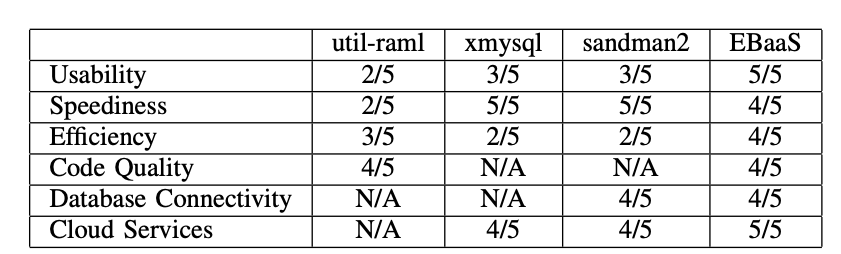 util-raml xmysql sandman2 EBaaS
Usability 2/5 3/5 3/5 5/5
Speediness 2/5 5/5 5/5 4/5
Efficiency 3/5 2/5 2/5 4/5
Code Quality 4/5 N/A N/A 4/5
Database Connectivity N/A N/A 4/5 4/5
Cloud Services N/A 4/5 4/5 5/5